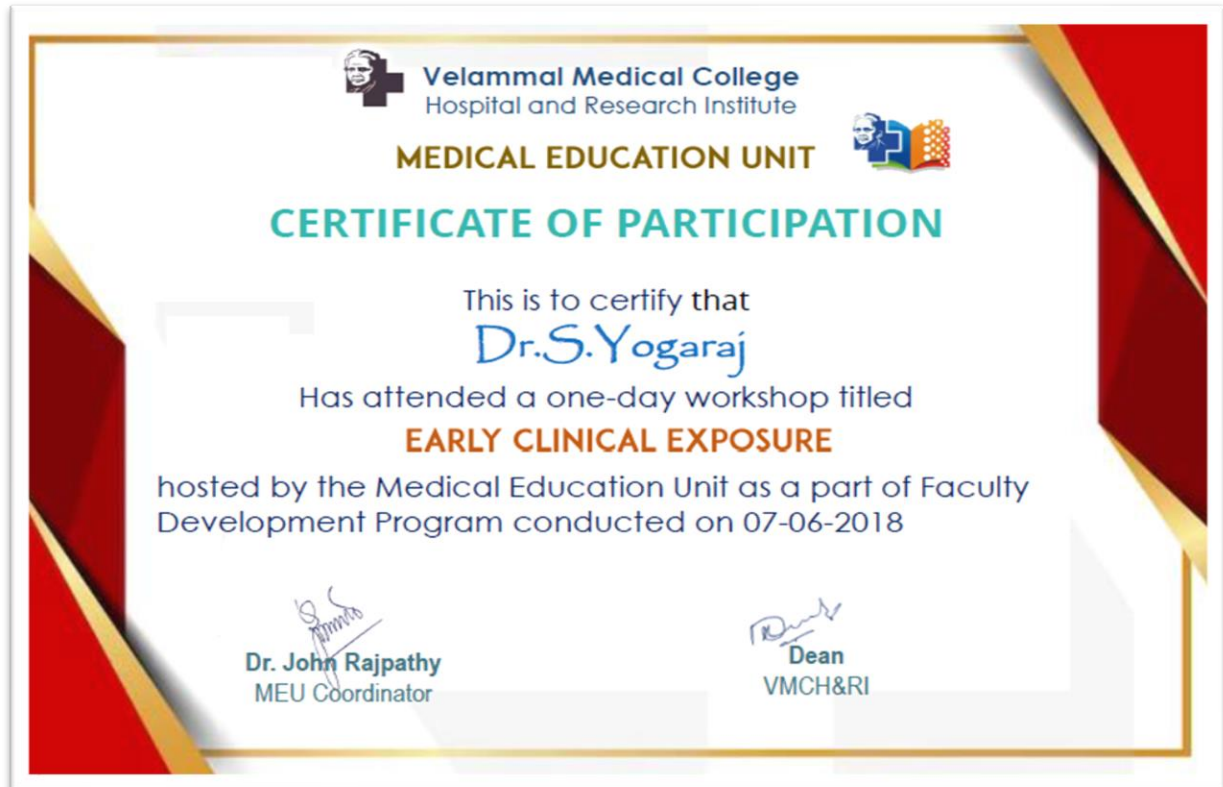 Velammal Medical College
Hospital and Research Institute
MEDICAL EDUCATION UNIT
CERTIFICATE OF PARTICIPATION
This is to certify that
Dr.S.Yogaraj
Has attended a one-day workshop titled
EARLY CLINICAL EXPOSURE
hosted by the Medical Education Unit as a part of Faculty
Development Program conducted on 07-06-2018
Dr. John Rajpathy
MEU Coordinator
Dean
VMCH&RI